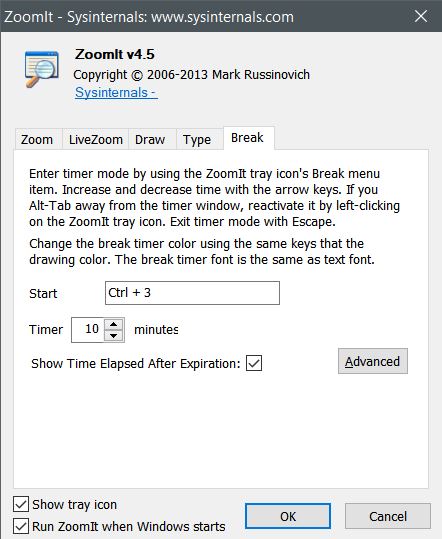 ZoomIt - Sysinternals: www.sysinternals.com
ZoomIt v4.5
Copyright © 2006-2013 Mark Russinovich
Sysinternals -
Zoom LiveZoom Draw Type Break
Enter timer mode by using the ZoomIt tray icon's Break menu
item. Increase and decrease time with the arrow keys. If you
Alt-Tab away from the timer window, reactivate it by left-clicking
on the ZoomIt tray icon. Exit timer mode with Escape.
Change the break timer color using the same keys that the
drawing color. The break timer font is the same as text font.
Start Ctrl + 3
Timer 10 minutes
Show Time Elapsed After Expiration:
Advanced
Show tray icon
Run ZoomIt when Windows starts
OK Cancel